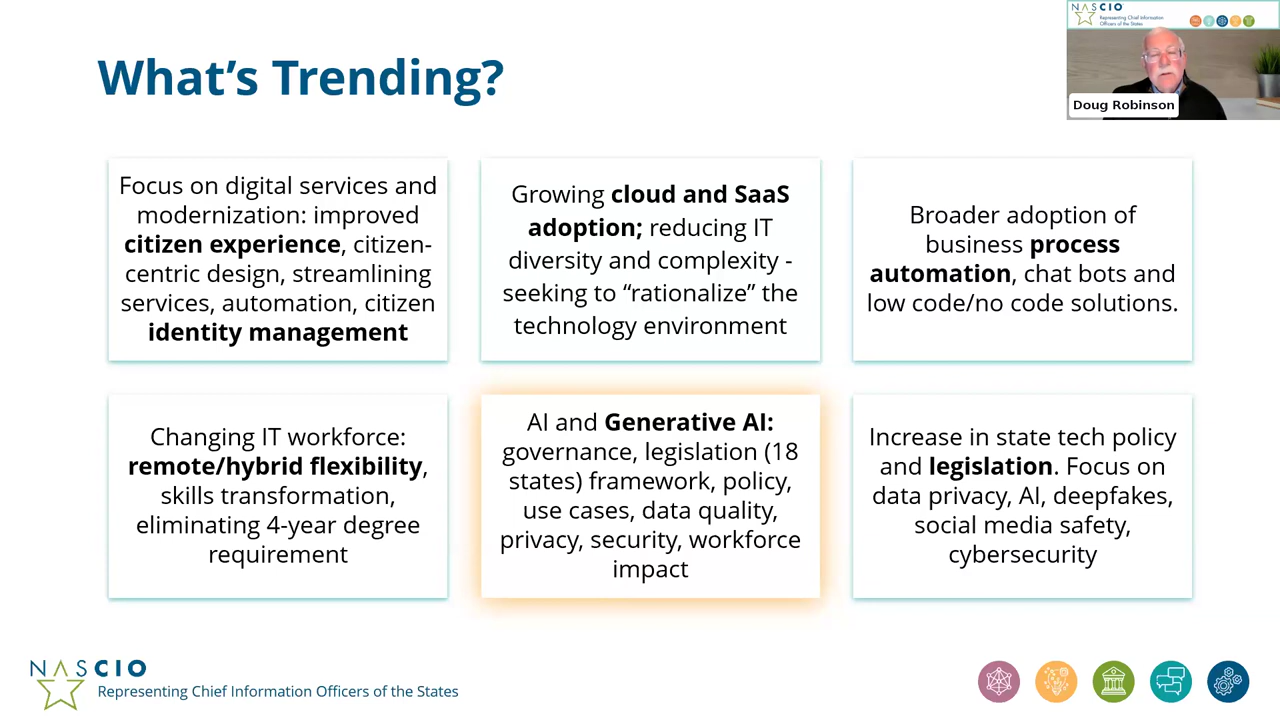 NASCIO
Representing Chief Information
Officers of the States
What's Trending?
Doug Robinson
Focus on digital services and
modernization: improved
citizen experience, citizen-
centric design, streamlining
services, automation, citizen
identity management
Growing cloud and SaaS
adoption; reducing IT
diversity and complexity -
seeking to “rationalize” the
technology environment
Broader adoption of
business process
automation, chat bots and
low code/no code solutions.
Changing IT workforce:
remote/hybrid flexibility,
skills transformation,
eliminating 4-year degree
requirement
AI and Generative AI:
governance, legislation (18
states) framework, policy,
use cases, data quality,
privacy, security, workforce
impact
Increase in state tech policy
and legislation. Focus on
data privacy, AI, deepfakes,
social media safety,
cybersecurity
NASCIO
Representing Chief Information Officers of the States